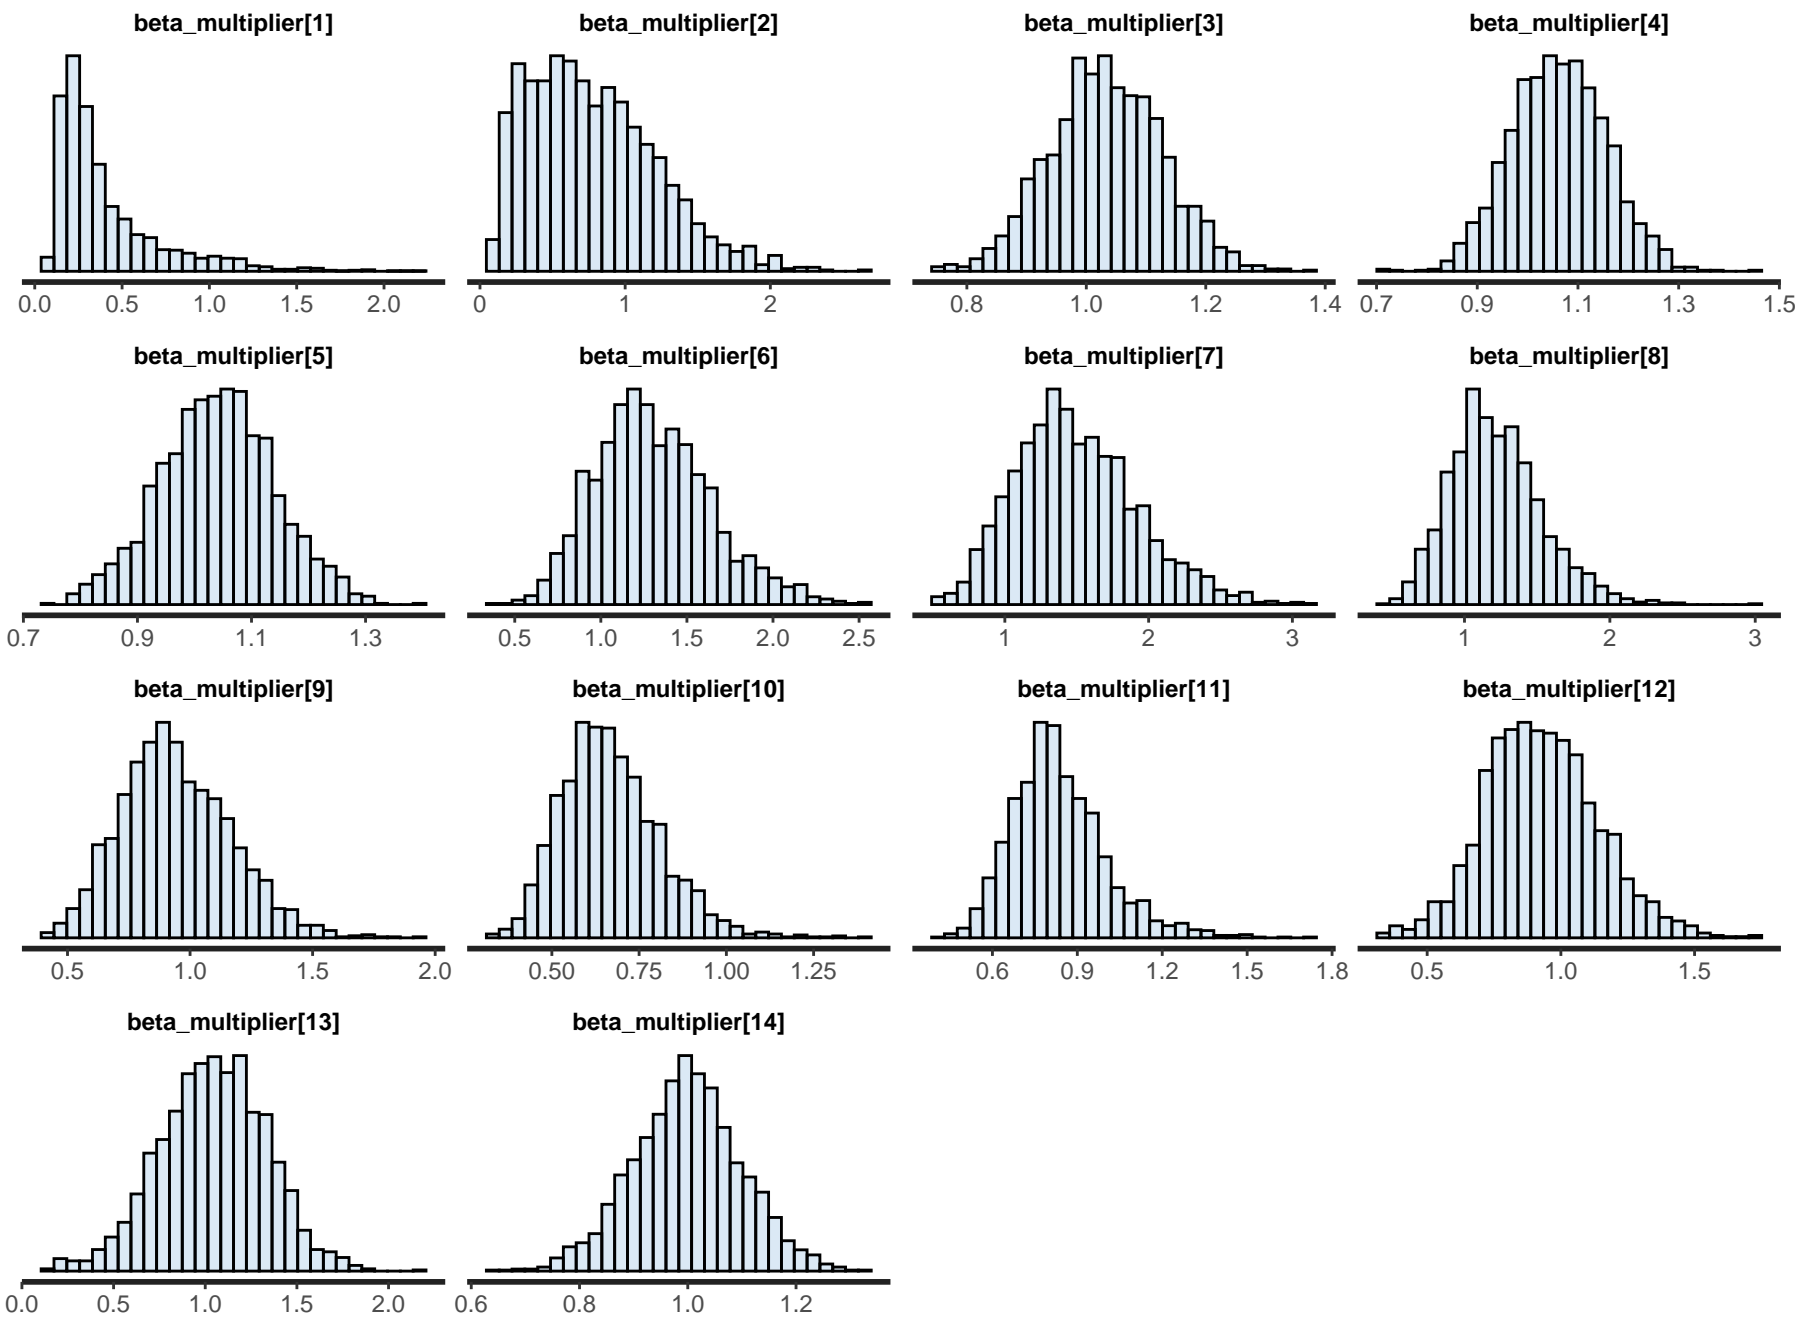 beta_multiplier[1] beta_multiplier[2] beta_multiplier[3] beta_multiplier[4]
0.0 0.5 1.0 1.5 2.0 0 1 2 0.8 1.0 1.2 1.4 0.7 0.9 1.1 1.3 1.5
beta_multiplier[5] beta_multiplier[6] beta_multiplier[7] beta_multiplier[8]
0.7 0.9 1.1 1.3 0.5 1.0 1.5 2.0 2.5 1 2 3 1 2 3
beta_multiplier[9] beta_multiplier[10] beta_multiplier[11] beta_multiplier[12]
0.5 1.0 1.5 2.0 0.50 0.75 1.00 1.25 0.6 0.9 1.2 1.5 1.8 0.5 1.0 1.5
beta_multiplier[13] beta_multiplier[14]
0.0 0.5 1.0 1.5 2.0 0.6 0.8 1.0 1.2